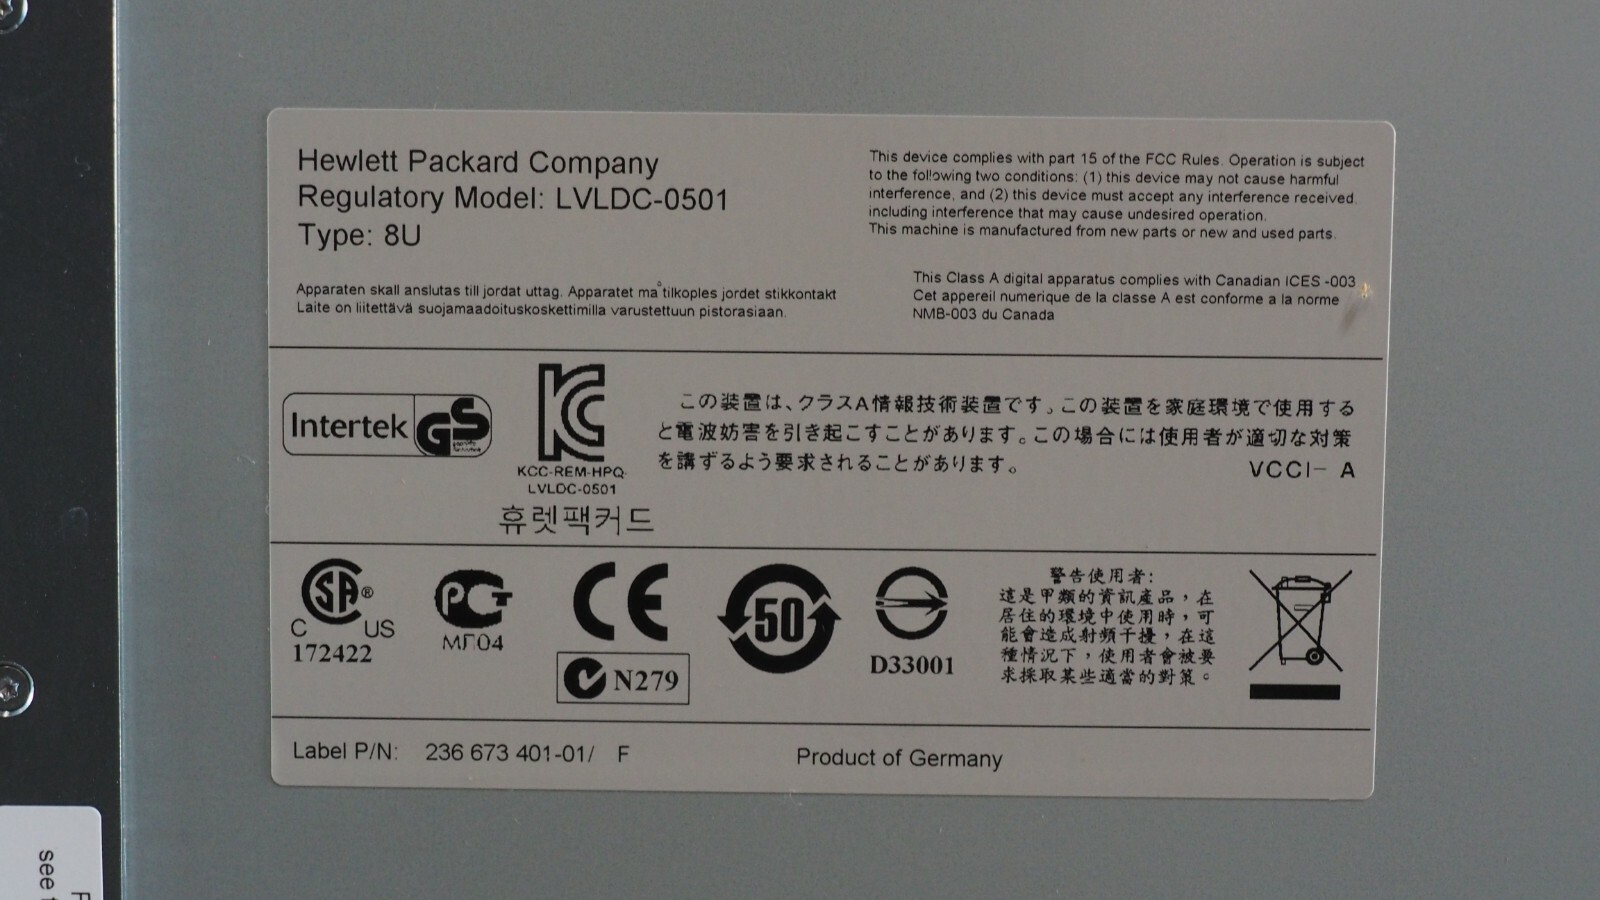 Hewlett Packard Company
Regulatory Model: LVLDC-0501
Type: 8U
This device complies with part 15 of the FCC Rules. Operation is subject
to the following two conditions: (1) this device may not cause harmful
interference, and (2) this device must accept any interference received,
including interference that may cause undesired operation.
This machine is manufactured from new parts or new and used parts.
Apparaten skall anslutas till jordat uttag. Apparatet må tilkoples jordet stikkontakt
Laite on liitettävä suojamaadoituskoskettimilla varustettuun pistorasiaan.
This Class A digital apparatus complies with Canadian ICES -003
Cet appereil numerique de la classe A est conforme a la norme
NMB-003 du Canada
Intertek GS
KC
KCC-REM-HPQ-
LVLDC-0501
휴렛팩커드
この装置は、クラスA情報技術装置です。この装置を家庭環境で使用する
と電波妨害を引き起こすことがあります。この場合には使用者が適切な対策
を講ずるよう要求されることがあります。
VCCI- A
SA®
C US
172422
РСТ
МГ04
CE
N279
50
D33001
警告使用者:
這是甲類的資訊產品，在
居住的環境中使用時，可
能會造成射頻干擾，在這
種情況下，使用者會被要
求採取某些適當的對策。
Label P/N: 236 673 401-01/ F
Product of Germany
see